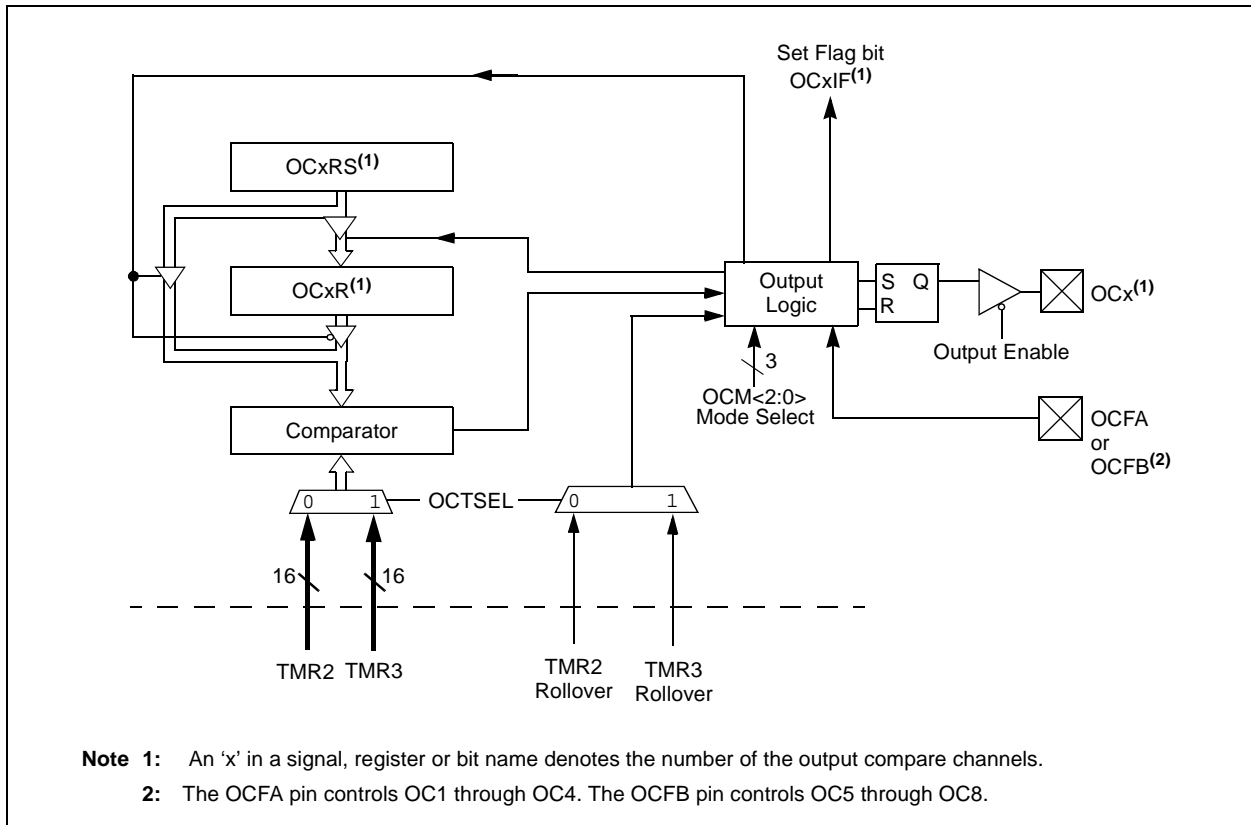 Set Flag bit
OCxIF(1)
OCxRS(1)
OCxR(1)
Output
Logic
S Q
R
OCx(1)
Output Enable
3
OCM<2:0>
Mode Select
OCFA
or
OCFB(2)
Comparator
0 1
OCTSEL
0 1
16
16
TMR2
TMR3
TMR2
Rollover
TMR3
Rollover
Note 1: An ‘x’ in a signal, register or bit name denotes the number of the output compare channels.
2: The OCFA pin controls OC1 through OC4. The OCFB pin controls OC5 through OC8.